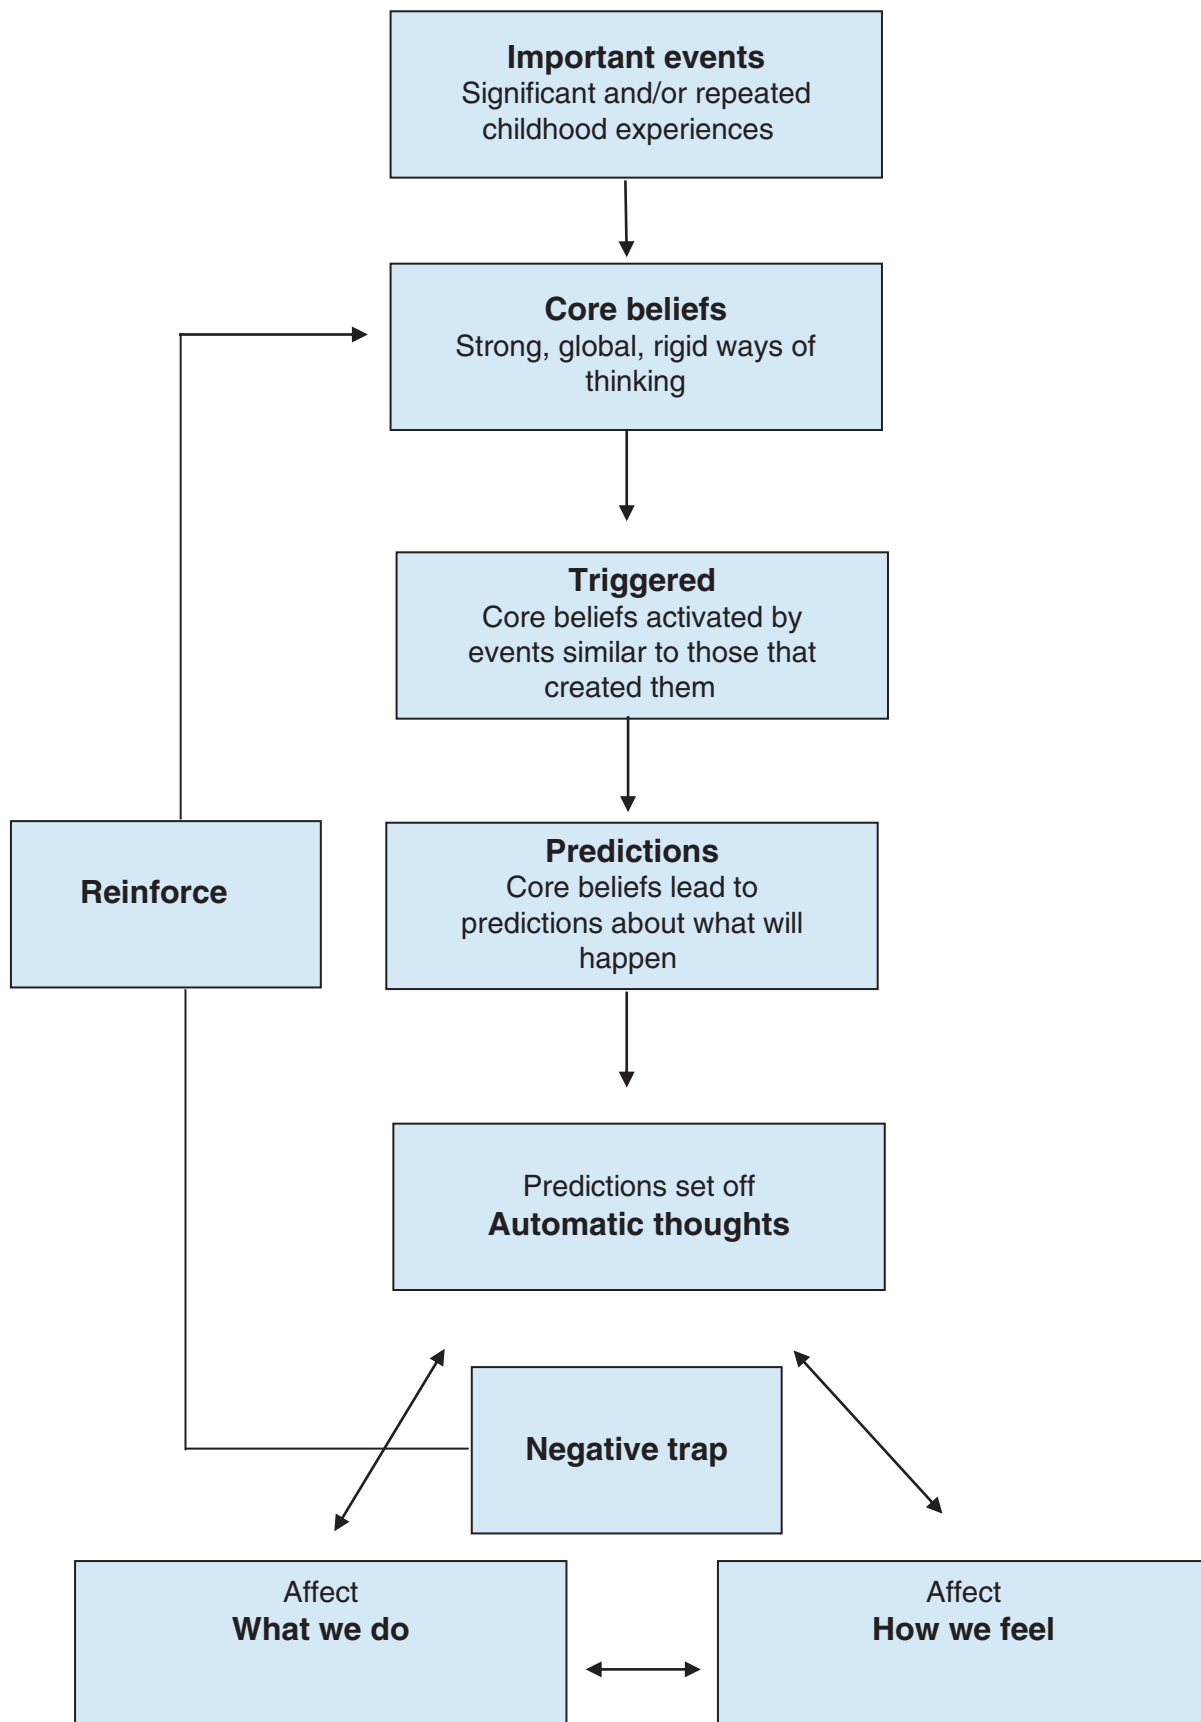 Important events
Significant and/or repeated
childhood experiences
Core beliefs
Strong, global, rigid ways of
thinking
Triggered
Core beliefs activated by
events similar to those that
created them
Predictions
Core beliefs lead to
predictions about what will
happen
Reinforce
Predictions set off
Automatic thoughts
Negative trap
Affect
What we do
Affect
How we feel